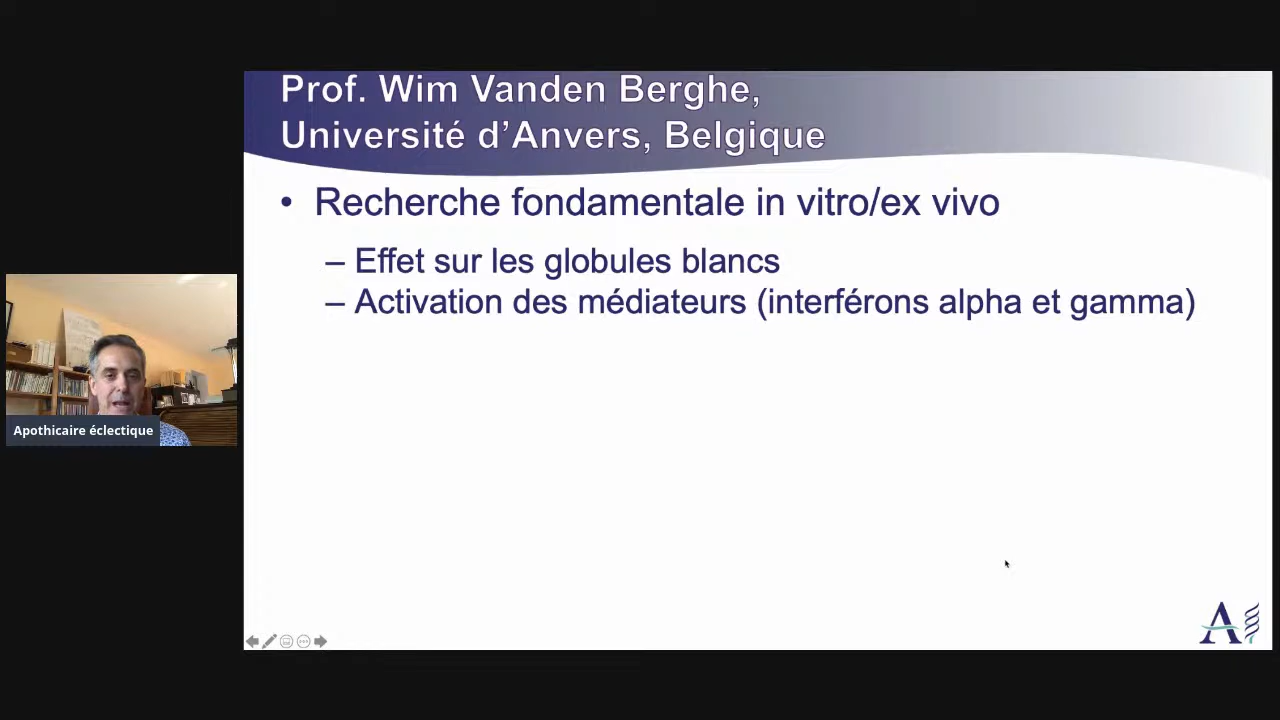 Prof. Wim Vanden Berghe,
Université d’Anvers, Belgique
• Recherche fondamentale in vitro/ex vivo
– Effet sur les globules blancs
– Activation des médiateurs (interférons alpha et gamma)
Apothicaire éclectique
A